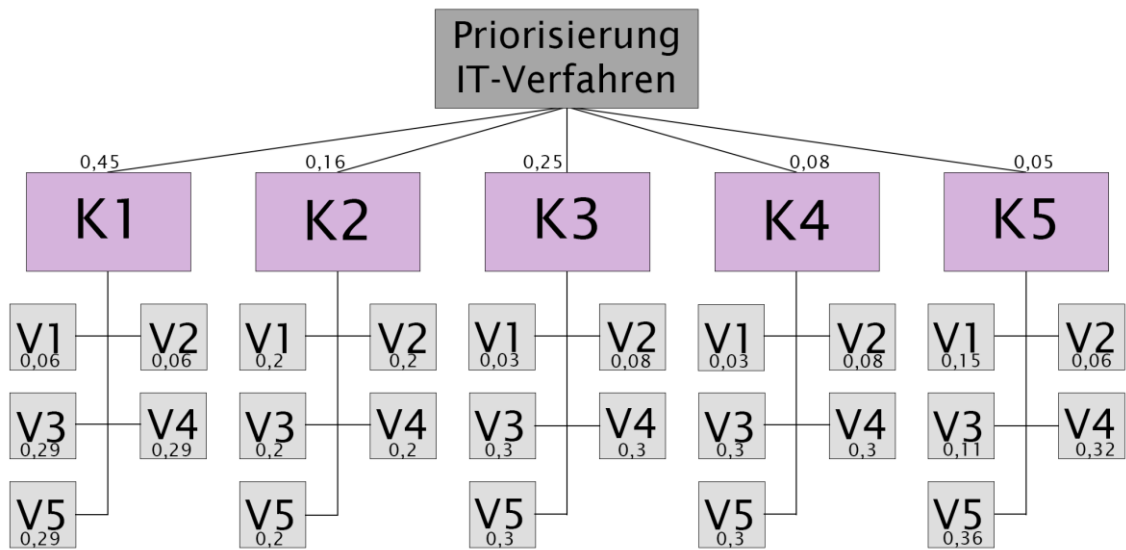 Priorisierung
IT-Verfahren
0,45 0,16 0,25 0,08 0,05
K1 K2 K3 K4 K5
V1 V2 V1 V2 V1 V2 V1 V2 V1 V2
0,06 0,06 0,2 0,2 0,03 0,08 0,03 0,08 0,15 0,06
V3 V4 V3 V4 V3 V4 V3 V4 V3 V4
0,29 0,29 0,2 0,2 0,3 0,3 0,3 0,3 0,11 0,32
V5 V5 V5 V5 V5
0,29 0,2 0,3 0,3 0,36